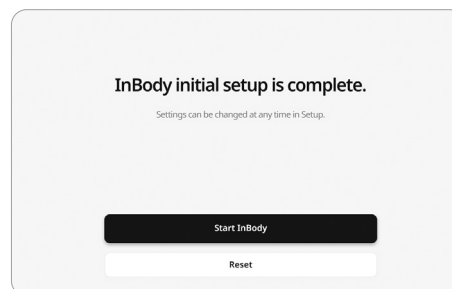 InBody initial setup is complete.
Settings can be changed at any time in Setup.
Start InBody
Reset